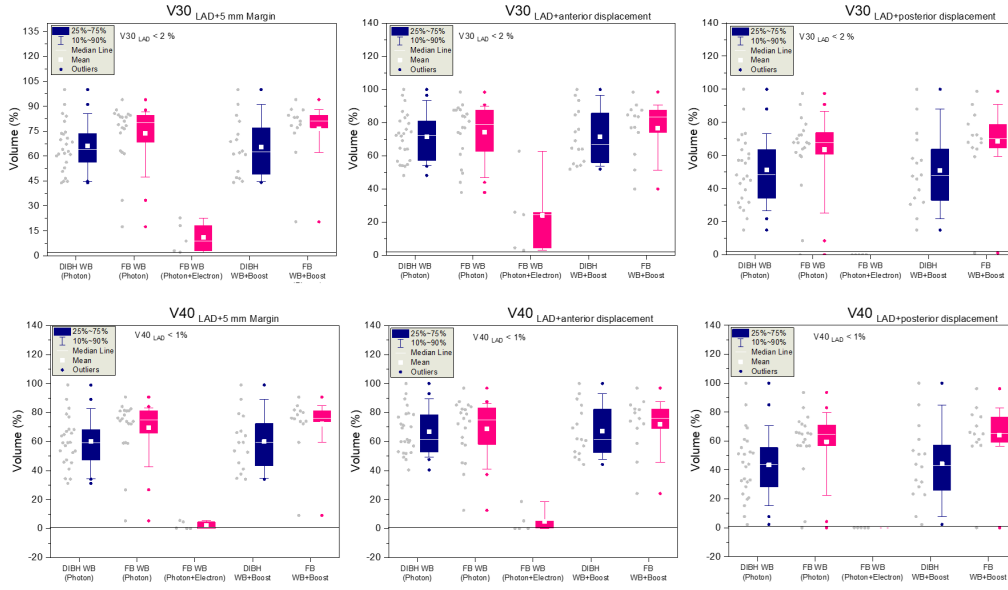 V30 LAD+5 mm Margin
25%~75%
10%~90%
Median Line
Mean
Outliers
V30 LAD < 2 %
Volume (%)
135
120
105
90
75
60
45
30
15
0
DIBH WB
(Photon)
FB WB
(Photon)
FB WB
(Photon+Electron)
DIBH
WB+Boost
FB
V30 LAD+anterior displacement
25%~75%
10%~90%
Median Line
Mean
Outliers
V30 LAD < 2 %
Volume (%)
140
120
100
80
60
40
20
0
DIBH WB
(Photon)
FB WB
(Photon)
FB WB
(Photon+Electron)
DIBH
WB+Boost
FB
WB+Boost
V30 LAD+posterior displacement
25%~75%
10%~90%
Median Line
Mean
Outliers
V30 LAD < 2 %
Volume (%)
140
120
100
80
60
40
20
0
DIBH WB
(Photon)
FB WB
(Photon)
FB WB
(Photon+Electron)
DIBH
WB+Boost
FB
WB+Boost
V40 LAD+5 mm Margin
25%~75%
10%~90%
Median Line
Mean
Outliers
V40 LAD < 1%
Volume (%)
140
120
100
80
60
40
20
0
-20
DIBH WB
(Photon)
FB WB
(Photon)
FB WB
(Photon+Electron)
DIBH
WB+Boost
FB
WB+Boost
V40 LAD+anterior displacement
25%~75%
10%~90%
Median Line
Mean
Outliers
V40 LAD < 1%
Volume (%)
140
120
100
80
60
40
20
0
-20
DIBH WB
(Photon)
FB WB
(Photon)
FB WB
(Photon+Electron)
DIBH
WB+Boost
FB
WB+Boost
V40 LAD+posterior displacement
25%~75%
10%~90%
Median Line
Mean
Outliers
V40 LAD < 1%
Volume (%)
140
120
100
80
60
40
20
0
-20
DIBH WB
(Photon)
FB WB
(Photon)
FB WB
(Photon+Electron)
DIBH
WB+Boost
FB
WB+Boost